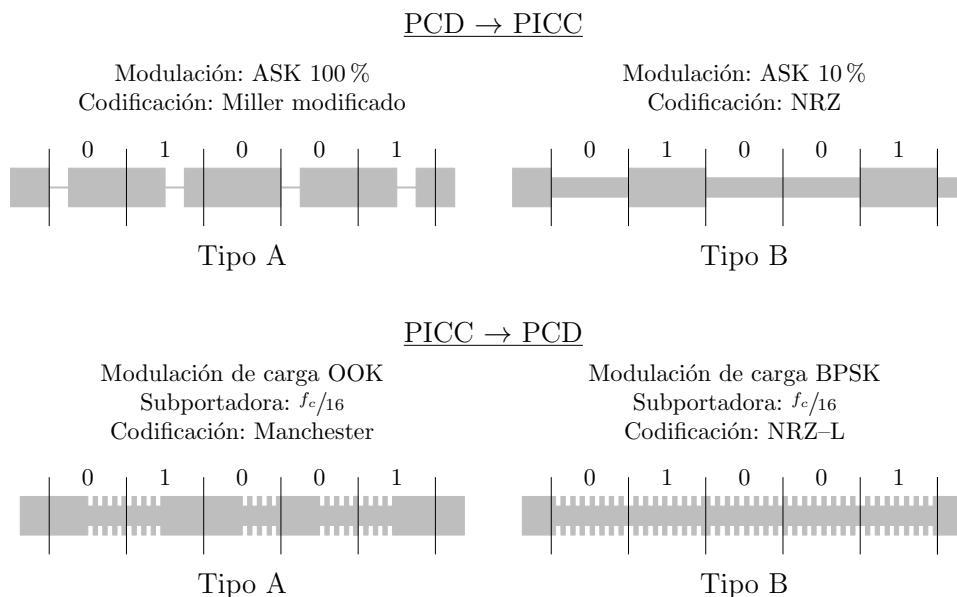 PCD → PICC
Modulación: ASK 100 %
Codificación: Miller modificado
0 1 0 0 1
Tipo A
Modulación: ASK 10 %
Codificación: NRZ
0 1 0 0 1
Tipo B
PICC → PCD
Modulación de carga OOK
Subportadora: fc/16
Codificación: Manchester
0 1 0 0 1
Tipo A
Modulación de carga BPSK
Subportadora: fc/16
Codificación: NRZ–L
0 1 0 0 1
Tipo B